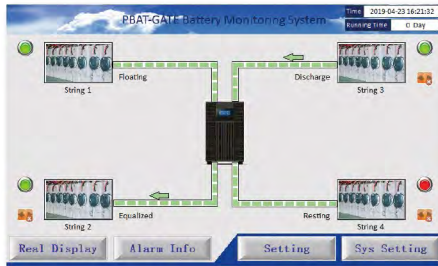 PBAT-GATE Battery Monitoring System
Time 2019-04-23 16:21:32
Running Time 0 Day
Floating
Discharge
String 1
String 3
Equalized
Resting
String 2
String 4
Real Display
Alarm Info
Setting
Sys Setting